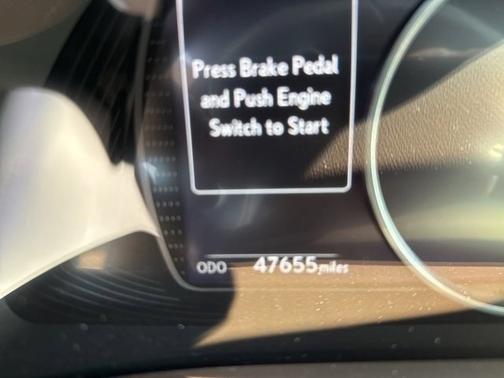 Press Brake Pedal
and Push Engine
Switch to Start
ODO 47655 miles